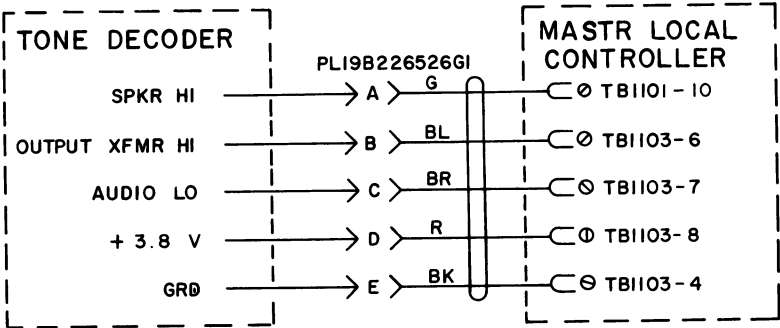 TONE DECODER
MASTR LOCAL
CONTROLLER
PL19B226526G1
SPKR HI A G TB1101-10
OUTPUT XFMR HI B BL TB1103-6
AUDIO LO C BR TB1103-7
+ 3.8 V D R TB1103-8
GRD E BK TB1103-4